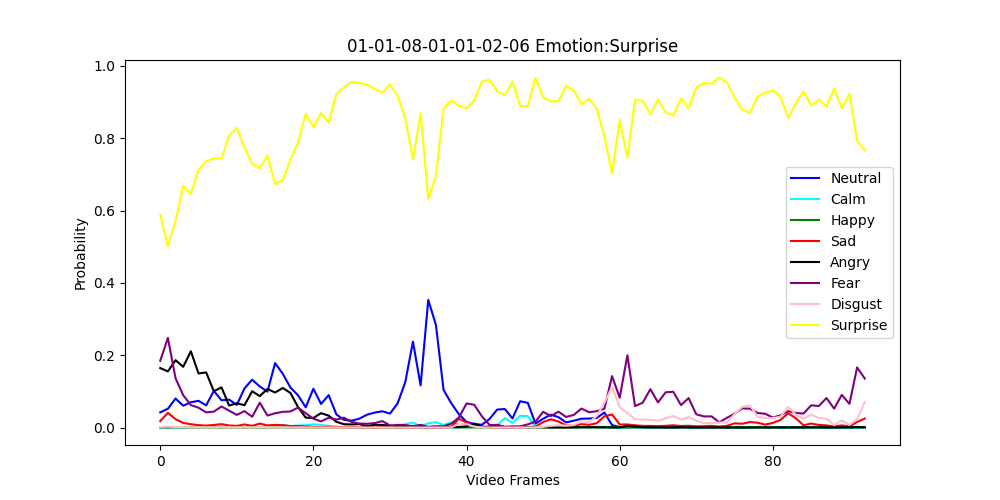 01-01-08-01-01-02-06 Emotion:Surprise
1.0
0.8
0.6
0.4
0.2
0.0
Probability
0
20
40
60
80
Video Frames
Neutral
Calm
Happy
Sad
Angry
Fear
Disgust
Surprise